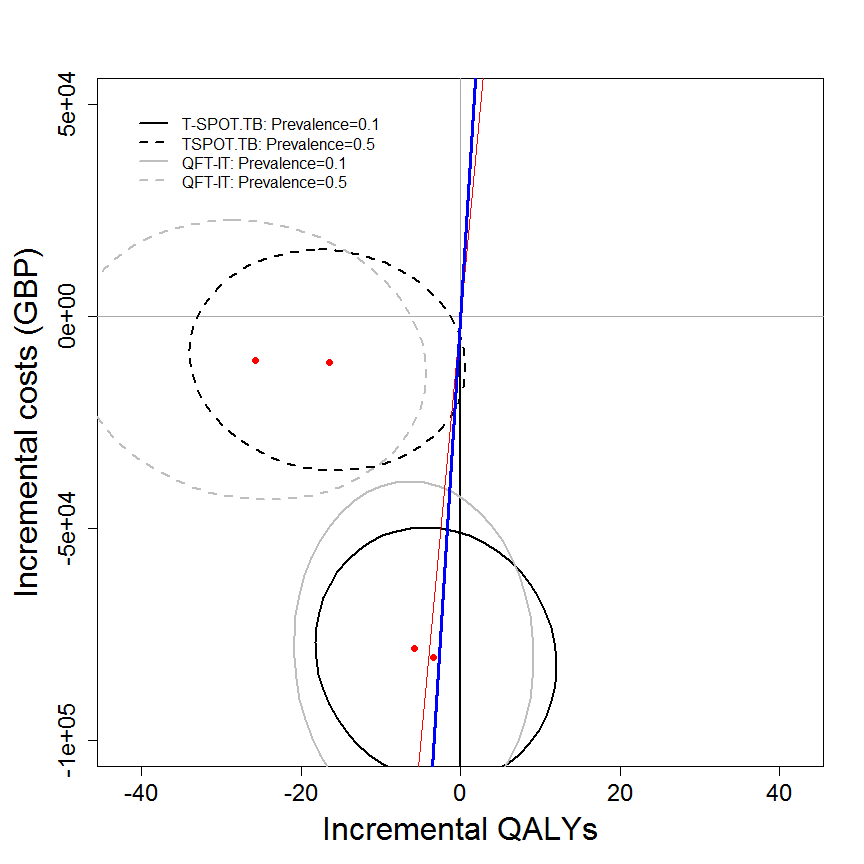 T-SPOT.TB: Prevalence=0.1
TSPOT.TB: Prevalence=0.5
QFT-IT: Prevalence=0.1
QFT-IT: Prevalence=0.5
Incremental costs (GBP)
5e+04
0e+00
-5e+04
-1e+05
-40 -20 0 20 40
Incremental QALYs